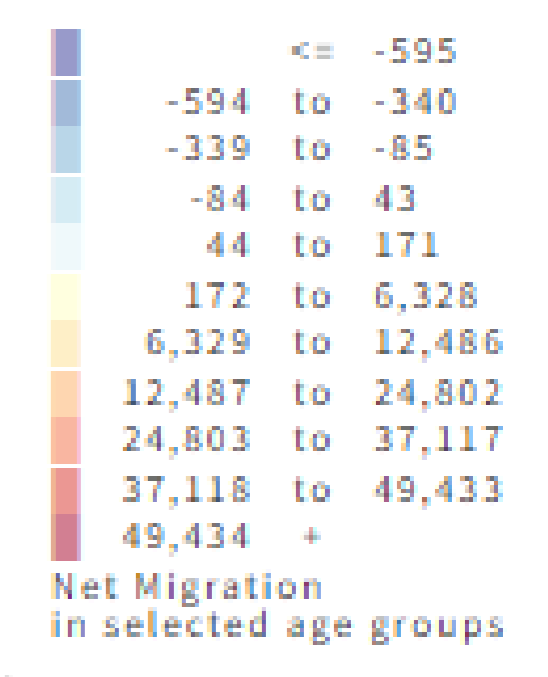 <= -595
-594 to -340
-339 to -85
-84 to 43
44 to 171
172 to 6,328
6,329 to 12,486
12,487 to 24,802
24,803 to 37,117
37,118 to 49,433
49,434 +
Net Migration
in selected age groups